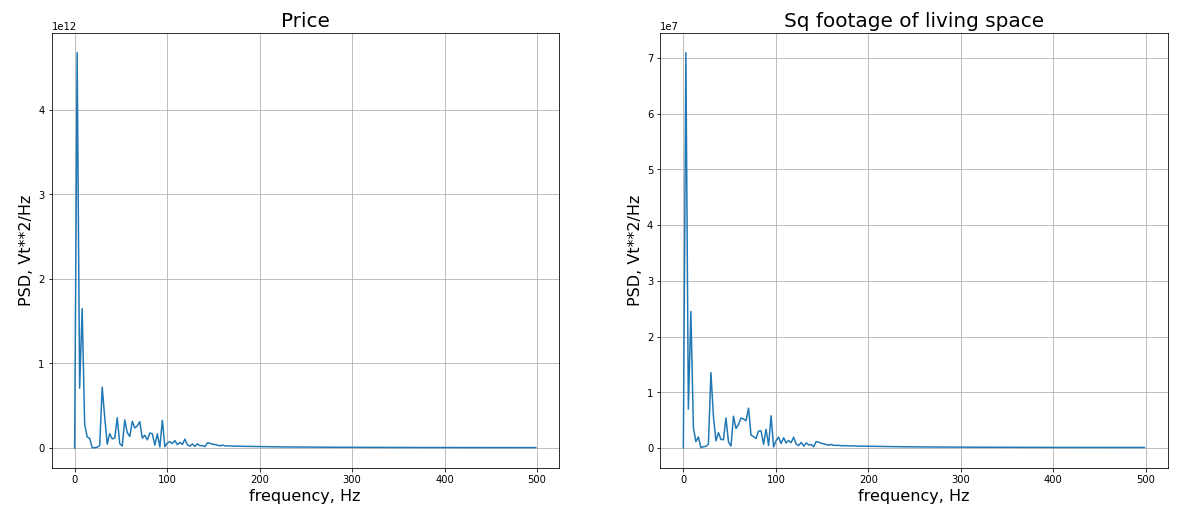 Price
1e12
4
3
2
1
0
PSD, Vt**2/Hz
0 100 200 300 400 500
frequency, Hz
Sq footage of living space
1e7
7
6
5
4
3
2
1
0
PSD, Vt**2/Hz
0 100 200 300 400 500
frequency, Hz